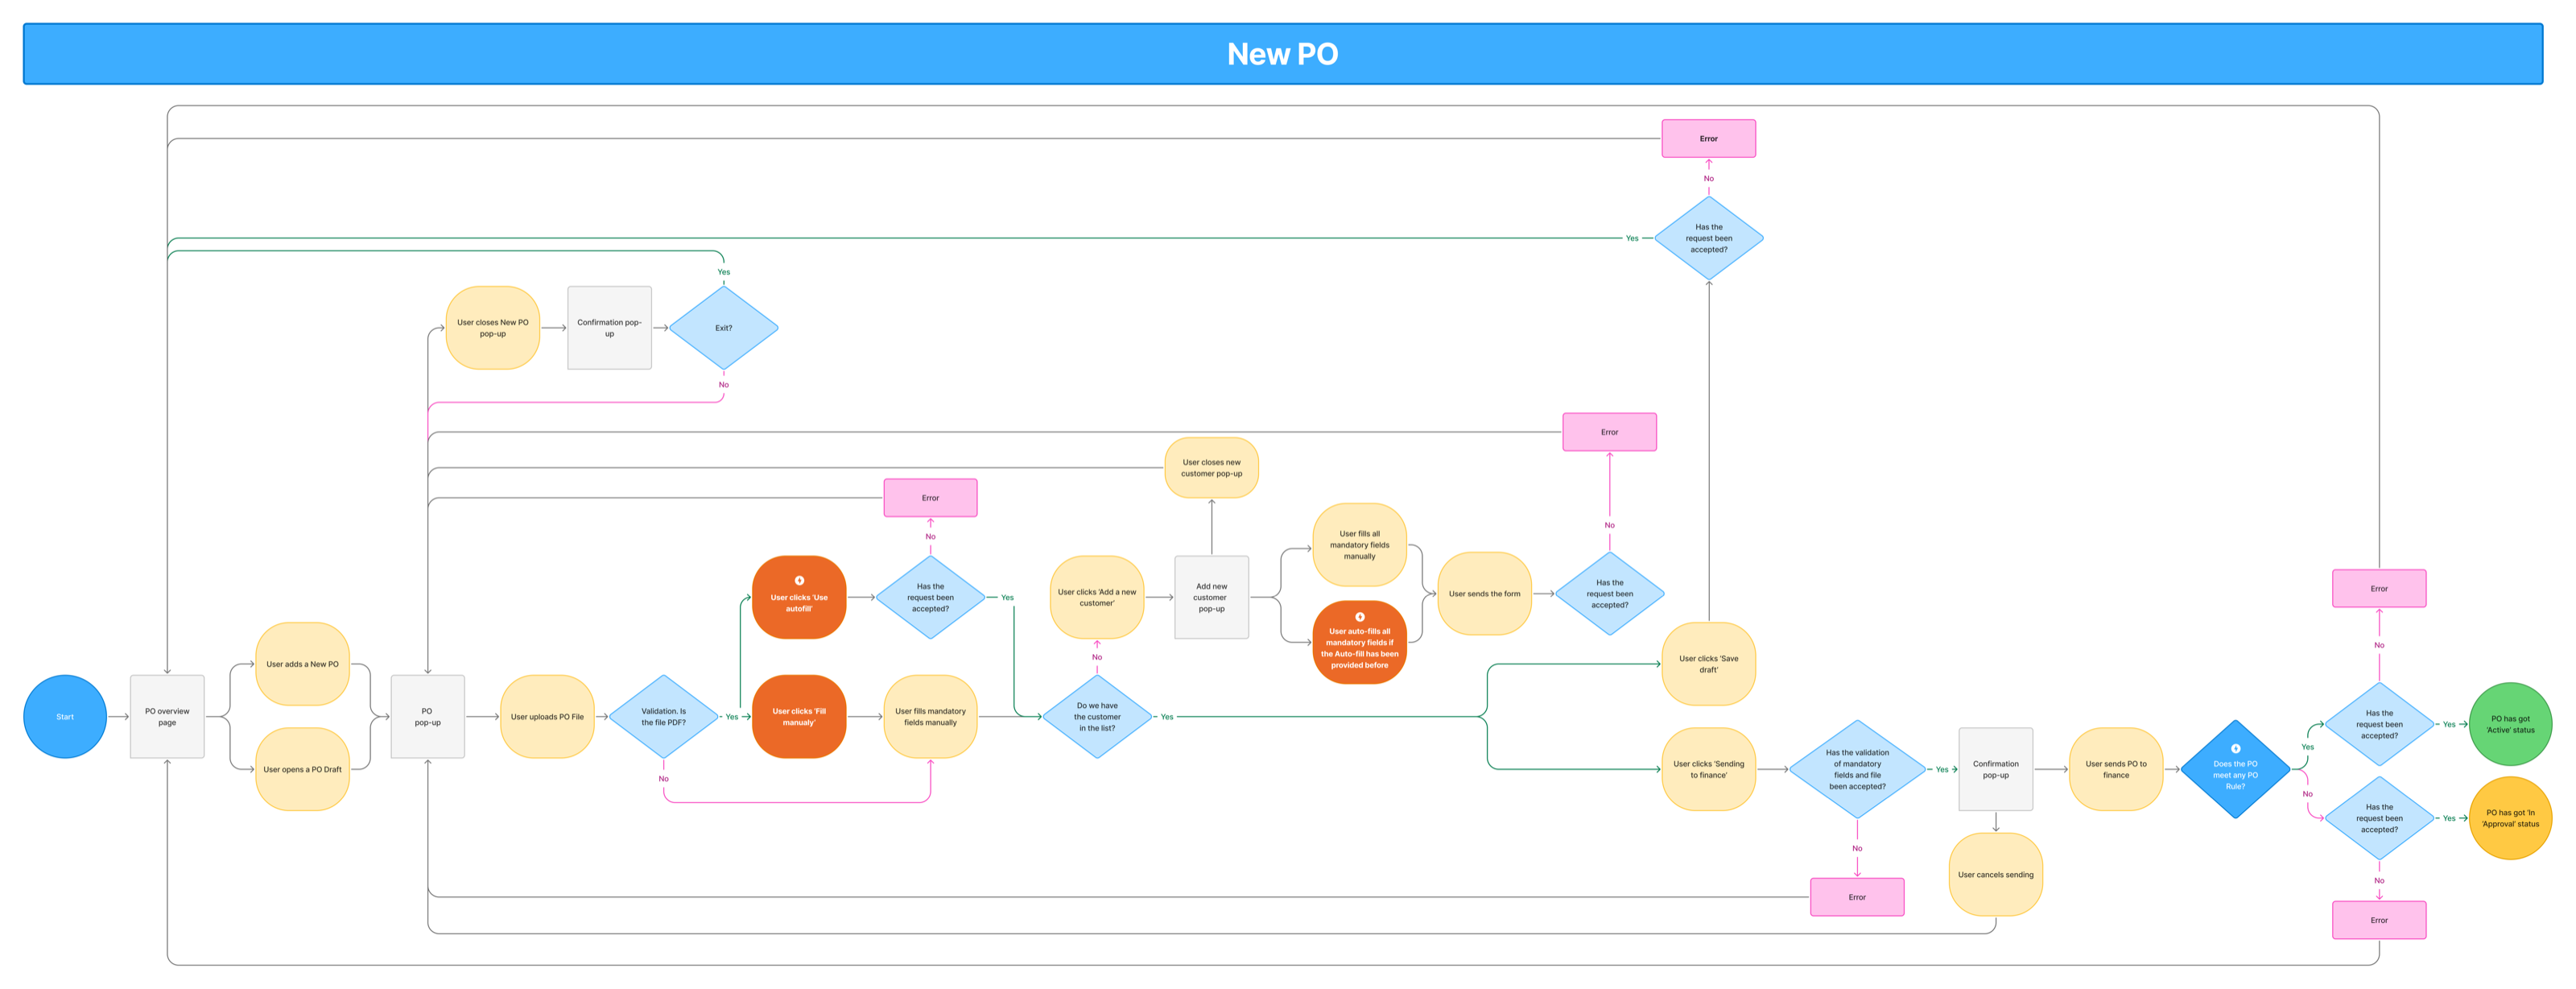 New PO
Error
No
Has the
request been
accepted?
Yes
Yes
User closes New PO
pop-up
Confirmation pop-
up
Exit?
No
Error
User closes new
customer pop-up
Error
No
No
User fills all
mandatory fields
manually
User clicks 'Use
autofill'
Has the
request been
accepted?
Yes
User clicks 'Add a new
customer'
Add new
customer
pop-up
User sends the form
Has the
request been
accepted?
Error
User auto-fills all
mandatory fields if
the Auto-fill has been
provided before
No
No
User adds a New PO
User clicks 'Save
draft'
Start
PO overview
page
PO
pop-up
User uploads PO File
Validation. Is
the file PDF?
Yes
User clicks 'Fill
manualy'
User fills mandatory
fields manually
Do we have
the customer
in the list?
Yes
Has the
request been
accepted?
Yes
PO has got
'Active' status
Yes
User opens a PO Draft
No
User clicks 'Sending
to finance'
Has the validation
of mandatory
fields and file
been accepted?
Yes
Confirmation
pop-up
User sends PO to
finance
Does the PO
meet any PO
Rule?
No
Has the
request been
accepted?
Yes
PO has got 'In
'Approval' status
No
User cancels sending
No
Error
Error